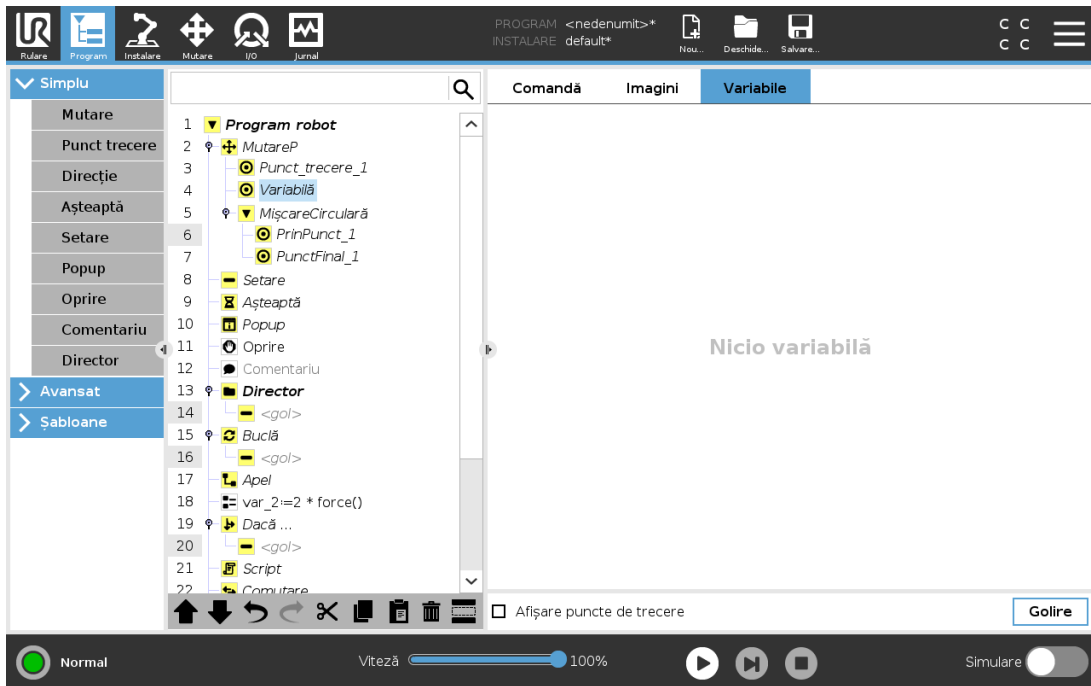 Rulare
Program
Instalare
Mutare
I/O
Jurnal
PROGRAM <nedenumit>*
INSTALARE default*
Nou...
Deschide...
Salvare...
C C
C C
Simplu
Mutare
Punct trecere
Direcție
Așteaptă
Setare
Popup
Oprire
Comentariu
Director
Avansat
Șabloane
1 Program robot
2 MutareP
3 Punct_trecere_1
4 Variabilă
5 MișcareCirculară
6 PrinPunct_1
7 PunctFinal_1
8 Setare
9 Așteaptă
10 Popup
11 Oprire
12 Comentariu
13 Director
14 <gol>
15 Buclă
16 <gol>
17 Apel
18 var_2:=2 * force()
19 Dacă ...
20 <gol>
21 Script
22 Comutare
Comandă
Imagini
Variabile
Nicio variabilă
Afișare puncte de trecere
Golire
Normal
Viteză
100%
Simulare